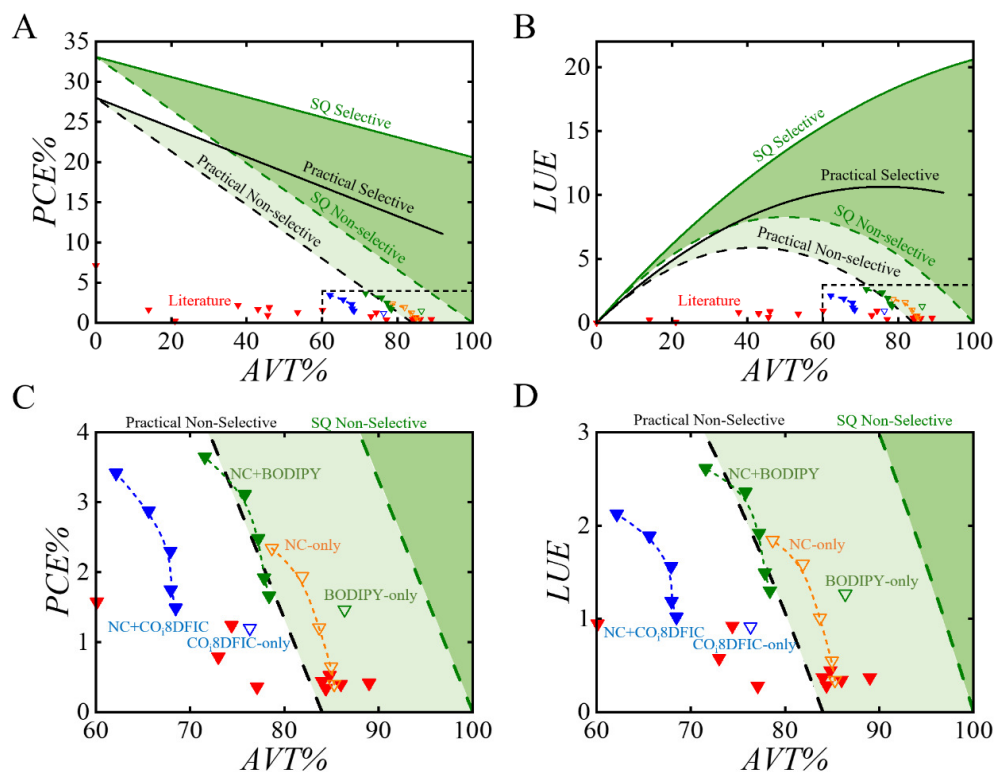 A
35
30
25
20
15
10
5
0
PCE%
0 20 40 60 80 100
AVT%
SQ Selective
Practical Selective
SQ Non-selective
Practical Non-selective
Literature
B
20
15
10
5
0
LUE
0 20 40 60 80 100
AVT%
SQ Selective
Practical Selective
SQ Non-selective
Practical Non-selective
Literature
C
Practical Non-Selective SQ Non-Selective
4
3
2
1
0
PCE%
60 70 80 90 100
AVT%
NC+BODIPY
NC-only
BODIPY-only
NC+COi8DFIC
COi8DFIC-only
D
Practical Non-Selective SQ Non-Selective
3
2
1
0
LUE
60 70 80 90 100
AVT%
NC+BODIPY
NC-only
BODIPY-only
NC+COi8DFIC
COi8DFIC-only